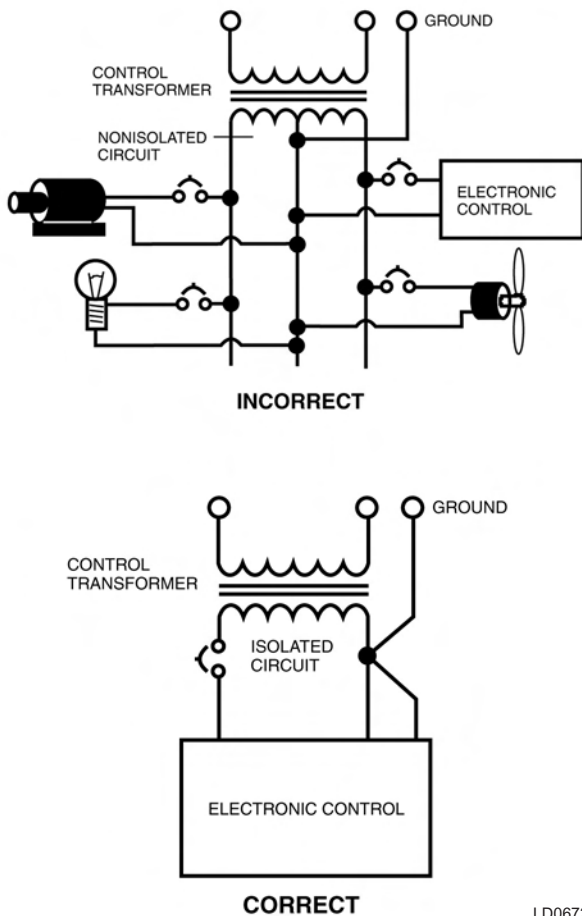 GROUND
CONTROL
TRANSFORMER
NONISOLATED
CIRCUIT
ELECTRONIC
CONTROL
INCORRECT
GROUND
CONTROL
TRANSFORMER
ISOLATED
CIRCUIT
ELECTRONIC CONTROL
CORRECT